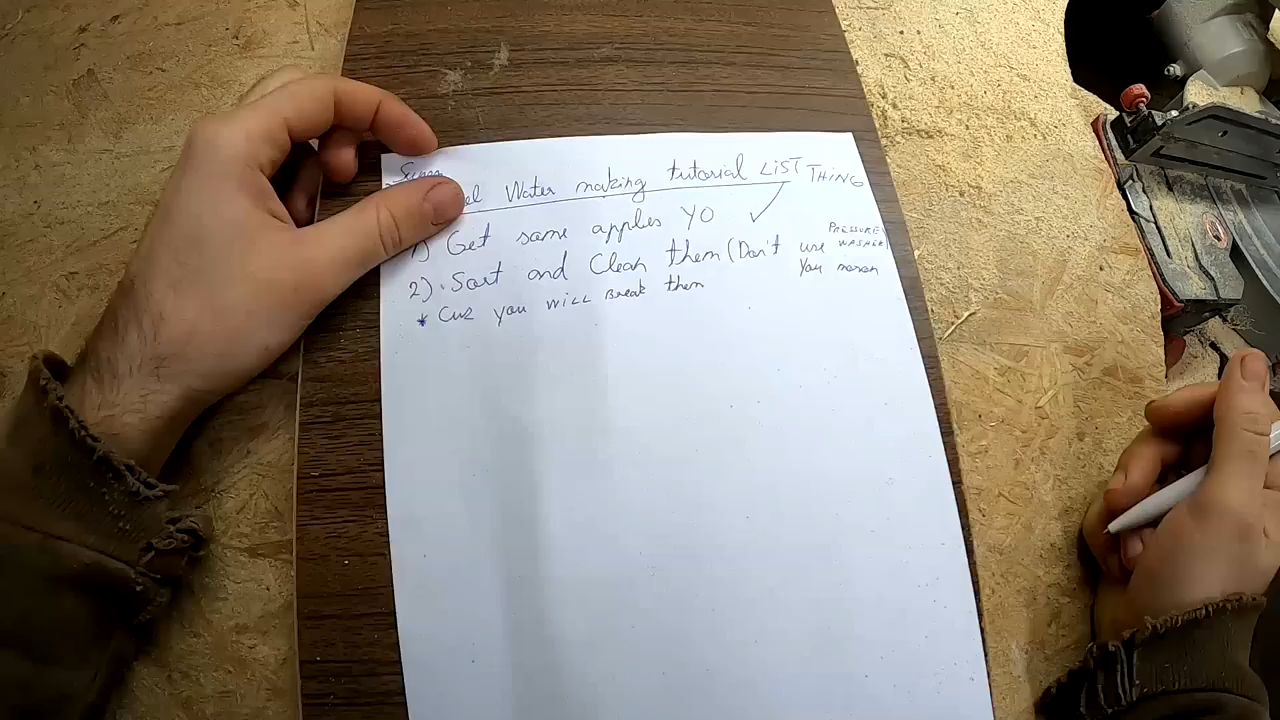 Water making tutorial LIST THING
1) Get some apples YO ✓
2). Sort and Clean them (Don't use PRESSURE WASHER
You moron
* Cuz you WILL Break them